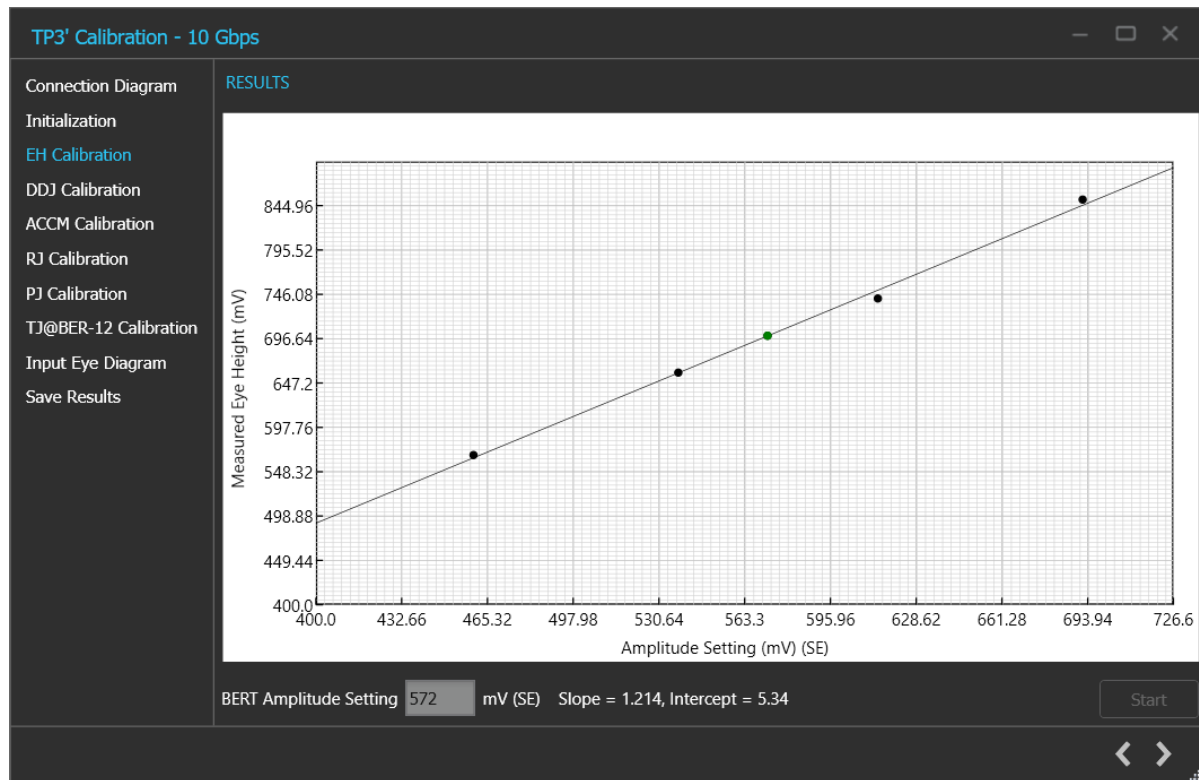 TP3' Calibration - 10 Gbps
Connection Diagram
Initialization
EH Calibration
DDJ Calibration
ACCM Calibration
RJ Calibration
PJ Calibration
TJ@BER-12 Calibration
Input Eye Diagram
Save Results
RESULTS
Measured Eye Height (mV)
844.96
795.52
746.08
696.64
647.2
597.76
548.32
498.88
449.44
400.0
400.0 432.66 465.32 497.98 530.64 563.3 595.96 628.62 661.28 693.94 726.6
Amplitude Setting (mV) (SE)
BERT Amplitude Setting 572 mV (SE) Slope = 1.214, Intercept = 5.34 Start